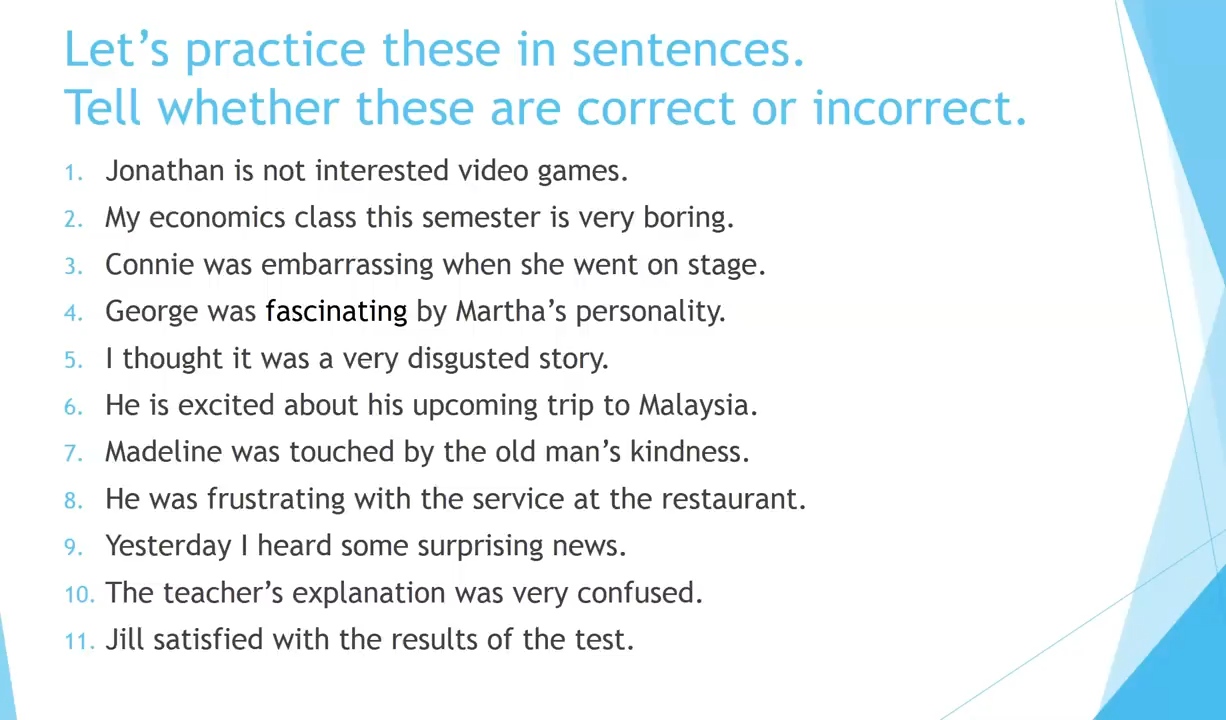 Let's practice these in sentences.
Tell whether these are correct or incorrect.
1. Jonathan is not interested video games.
2. My economics class this semester is very boring.
3. Connie was embarrassing when she went on stage.
4. George was fascinating by Martha's personality.
5. I thought it was a very disgusted story.
6. He is excited about his upcoming trip to Malaysia.
7. Madeline was touched by the old man's kindness.
8. He was frustrating with the service at the restaurant.
9. Yesterday I heard some surprising news.
10. The teacher's explanation was very confused.
11. Jill satisfied with the results of the test.